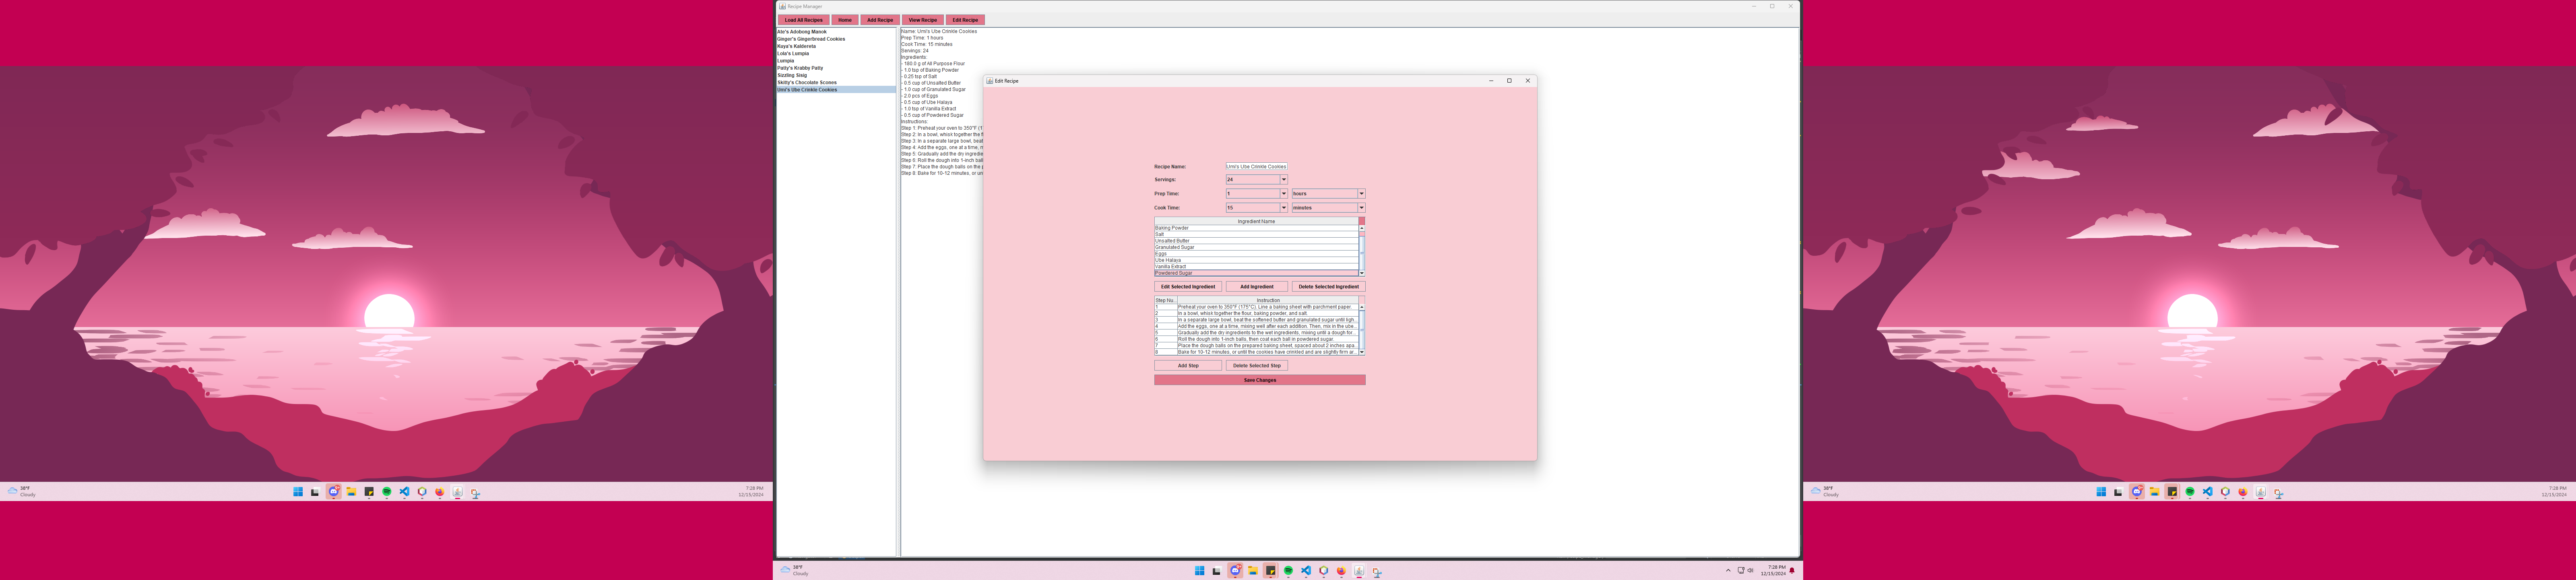 Recipe Manager
Load All Recipes
Home
Add Recipe
View Recipe
Edit Recipe
Ate's Adobong Manok
Ginger's Gingerbread Cookies
Kuya's Kaldereta
Lola's Lumpia
Lumpia
Patty's Krabby Patty
Sizzling Sisig
Skitty's Chocolate Scones
Umi's Ube Crinkle Cookies
Name: Umi's Ube Crinkle Cookies
Prep Time: 1 hours
Cook Time: 15 minutes
Servings: 24
Ingredients:
- 180.0 g of All Purpose Flour
- 1.0 tsp of Baking Powder
- 0.25 tsp of Salt
- 0.5 cup of Unsalted Butter
- 1.0 cup of Granulated Sugar
- 2.0 pcs of Eggs
- 0.5 cup of Ube Halaya
- 1.0 tsp of Vanilla Extract
- 0.5 cup of Powdered Sugar
Instructions:
Step 1: Preheat your oven to 350°F (17
Step 2: In a bowl, whisk together the f
Step 3: In a separate large bowl, beat
Step 4: Add the eggs, one at a time, m
Step 5: Gradually add the dry ingredien
Step 6: Roll the dough into 1-inch ball
Step 7: Place the dough balls on the p
Step 8: Bake for 10-12 minutes, or un
Edit Recipe
Recipe Name:
Umi's Ube Crinkle Cookies
Servings:
24
Prep Time:
1
hours
Cook Time:
15
minutes
Ingredient Name
Baking Powder
Salt
Unsalted Butter
Granulated Sugar
Eggs
Ube Halaya
Vanilla Extract
Powdered Sugar
Edit Selected Ingredient
Add Ingredient
Delete Selected Ingredient
Step Nu...
Instruction
1 Preheat your oven to 350°F (175°C). Line a baking sheet with parchment paper.
2 In a bowl, whisk together the flour, baking powder, and salt.
3 In a separate large bowl, beat the softened butter and granulated sugar until ligh...
4 Add the eggs, one at a time, mixing well after each addition. Then, mix in the ube...
5 Gradually add the dry ingredients to the wet ingredients, mixing until a dough for...
6 Roll the dough into 1-inch balls, then coat each ball in powdered sugar.
7 Place the dough balls on the prepared baking sheet, spaced about 2 inches apa...
8 Bake for 10-12 minutes, or until the cookies have crinkled and are slightly firm ar...
Add Step
Delete Selected Step
Save Changes
38°F
Cloudy
7:28 PM
12/15/2024
38°F
Cloudy
7:28 PM
12/15/2024
38°F
Cloudy
7:28 PM
12/15/2024